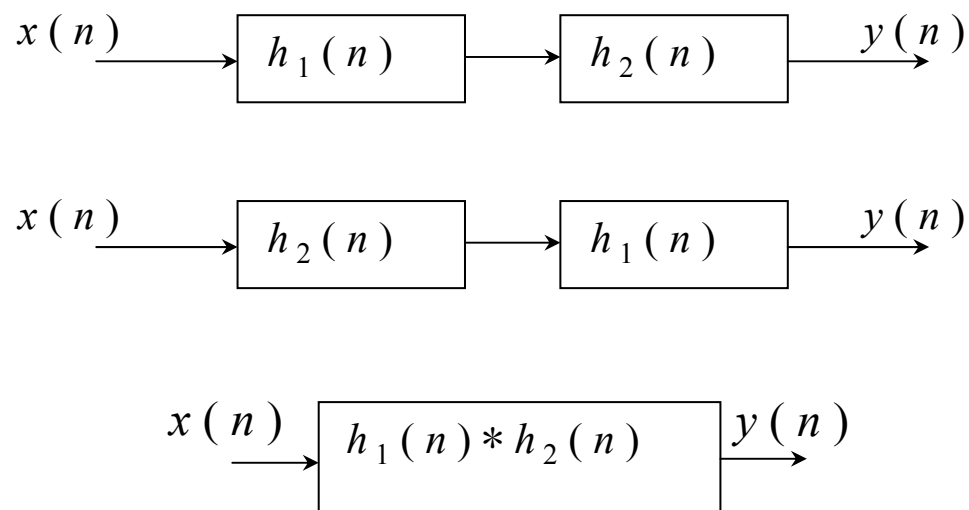 x(n) h₁(n) h₂(n) y(n)
x(n) h₂(n) h₁(n) y(n)
x(n) h₁(n)*h₂(n) y(n)